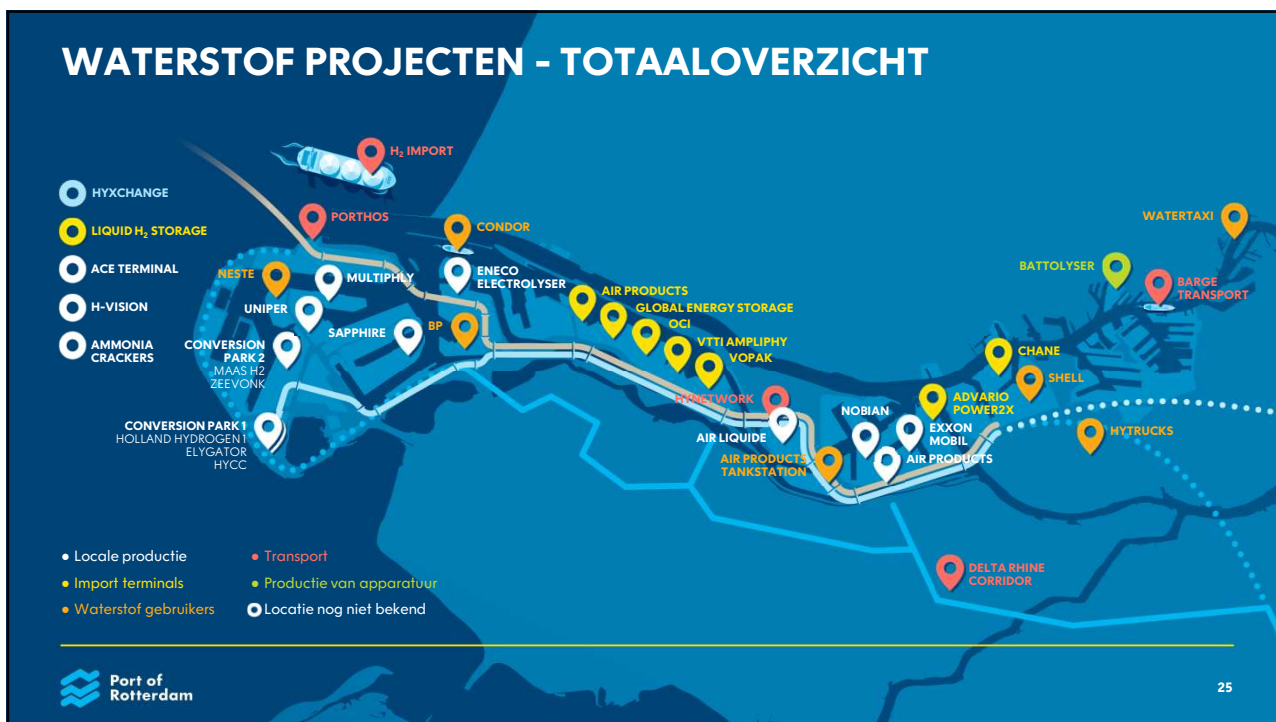 WATERSTOF PROJECTEN - TOTAALOVERZICHT
H₂ IMPORT
HYXCHANGE
LIQUID H₂ STORAGE
ACE TERMINAL
H-VISION
AMMONIA
CRACKERS
PORTHOS
NESTE
MULTIPHLY
UNIPER
CONVERSION
PARK 2
MAAS H2
ZEEVONK
SAPPHIRE
CONVERSION PARK 1
HOLLAND HYDROGEN 1
ELYGATOR
HYCC
CONDOR
ENECO
ELECTROLYSER
BP
AIR PRODUCTS
GLOBAL ENERGY STORAGE
OCI
VTTI AMPLIPHY
VOPAK
HYNETWORK
AIR LIQUIDE
AIR PRODUCTS
TANKSTATION
NOBIAN
EXXON
MOBIL
AIR PRODUCTS
ADVARIO
POWER2X
CHANE
SHELL
HYTRUCKS
WATERTAXI
BATTOLYSER
BARGE
TRANSPORT
DELTA RHINE
CORRIDOR
• Locale productie
• Import terminals
• Waterstof gebruikers
• Transport
• Productie van apparatuur
Locatie nog niet bekend
Port of
Rotterdam
25